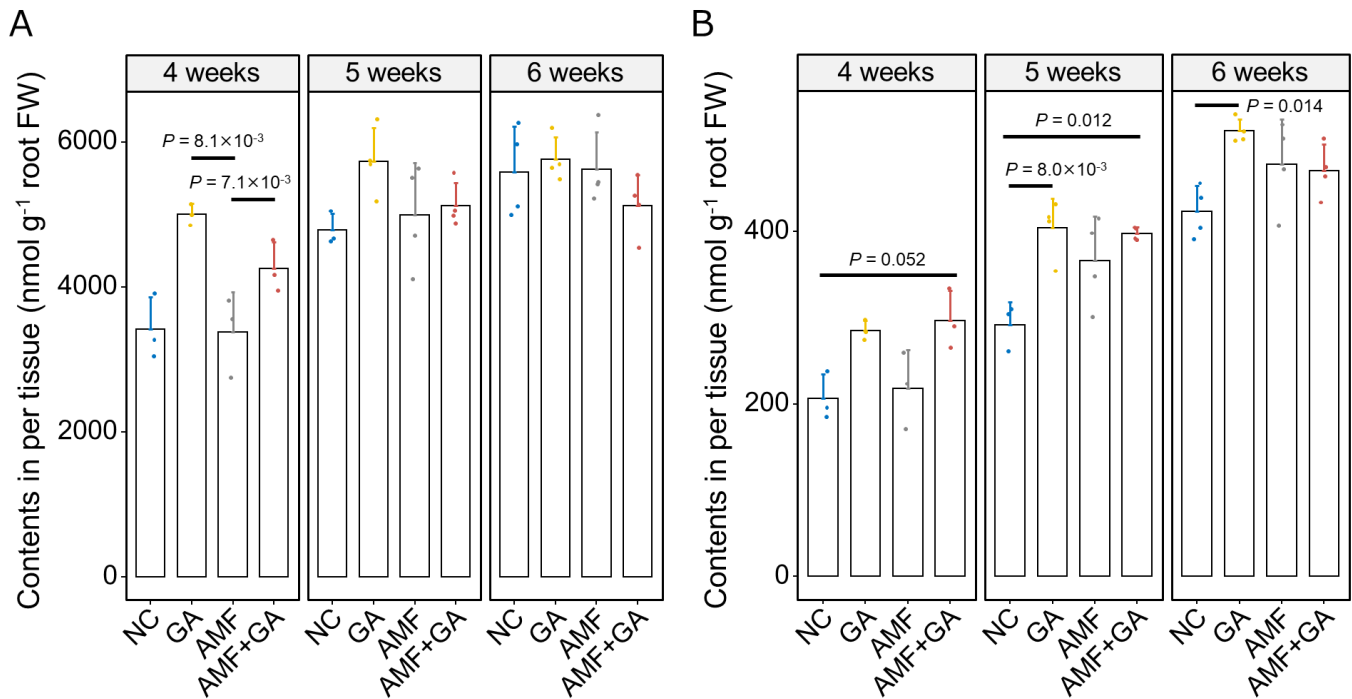 A
Contents in per tissue (nmol g⁻¹ root FW)
4 weeks
5 weeks
6 weeks
6000
4000
2000
0
P = 8.1×10⁻³
P = 7.1×10⁻³
NC
GA
AMF
AMF+GA
NC
GA
AMF
AMF+GA
NC
GA
AMF
AMF+GA
B
Contents in per tissue (nmol g⁻¹ root FW)
4 weeks
5 weeks
6 weeks
400
200
0
P = 0.052
P = 0.012
P = 8.0×10⁻³
P = 0.014
NC
GA
AMF
AMF+GA
NC
GA
AMF
AMF+GA
NC
GA
AMF
AMF+GA